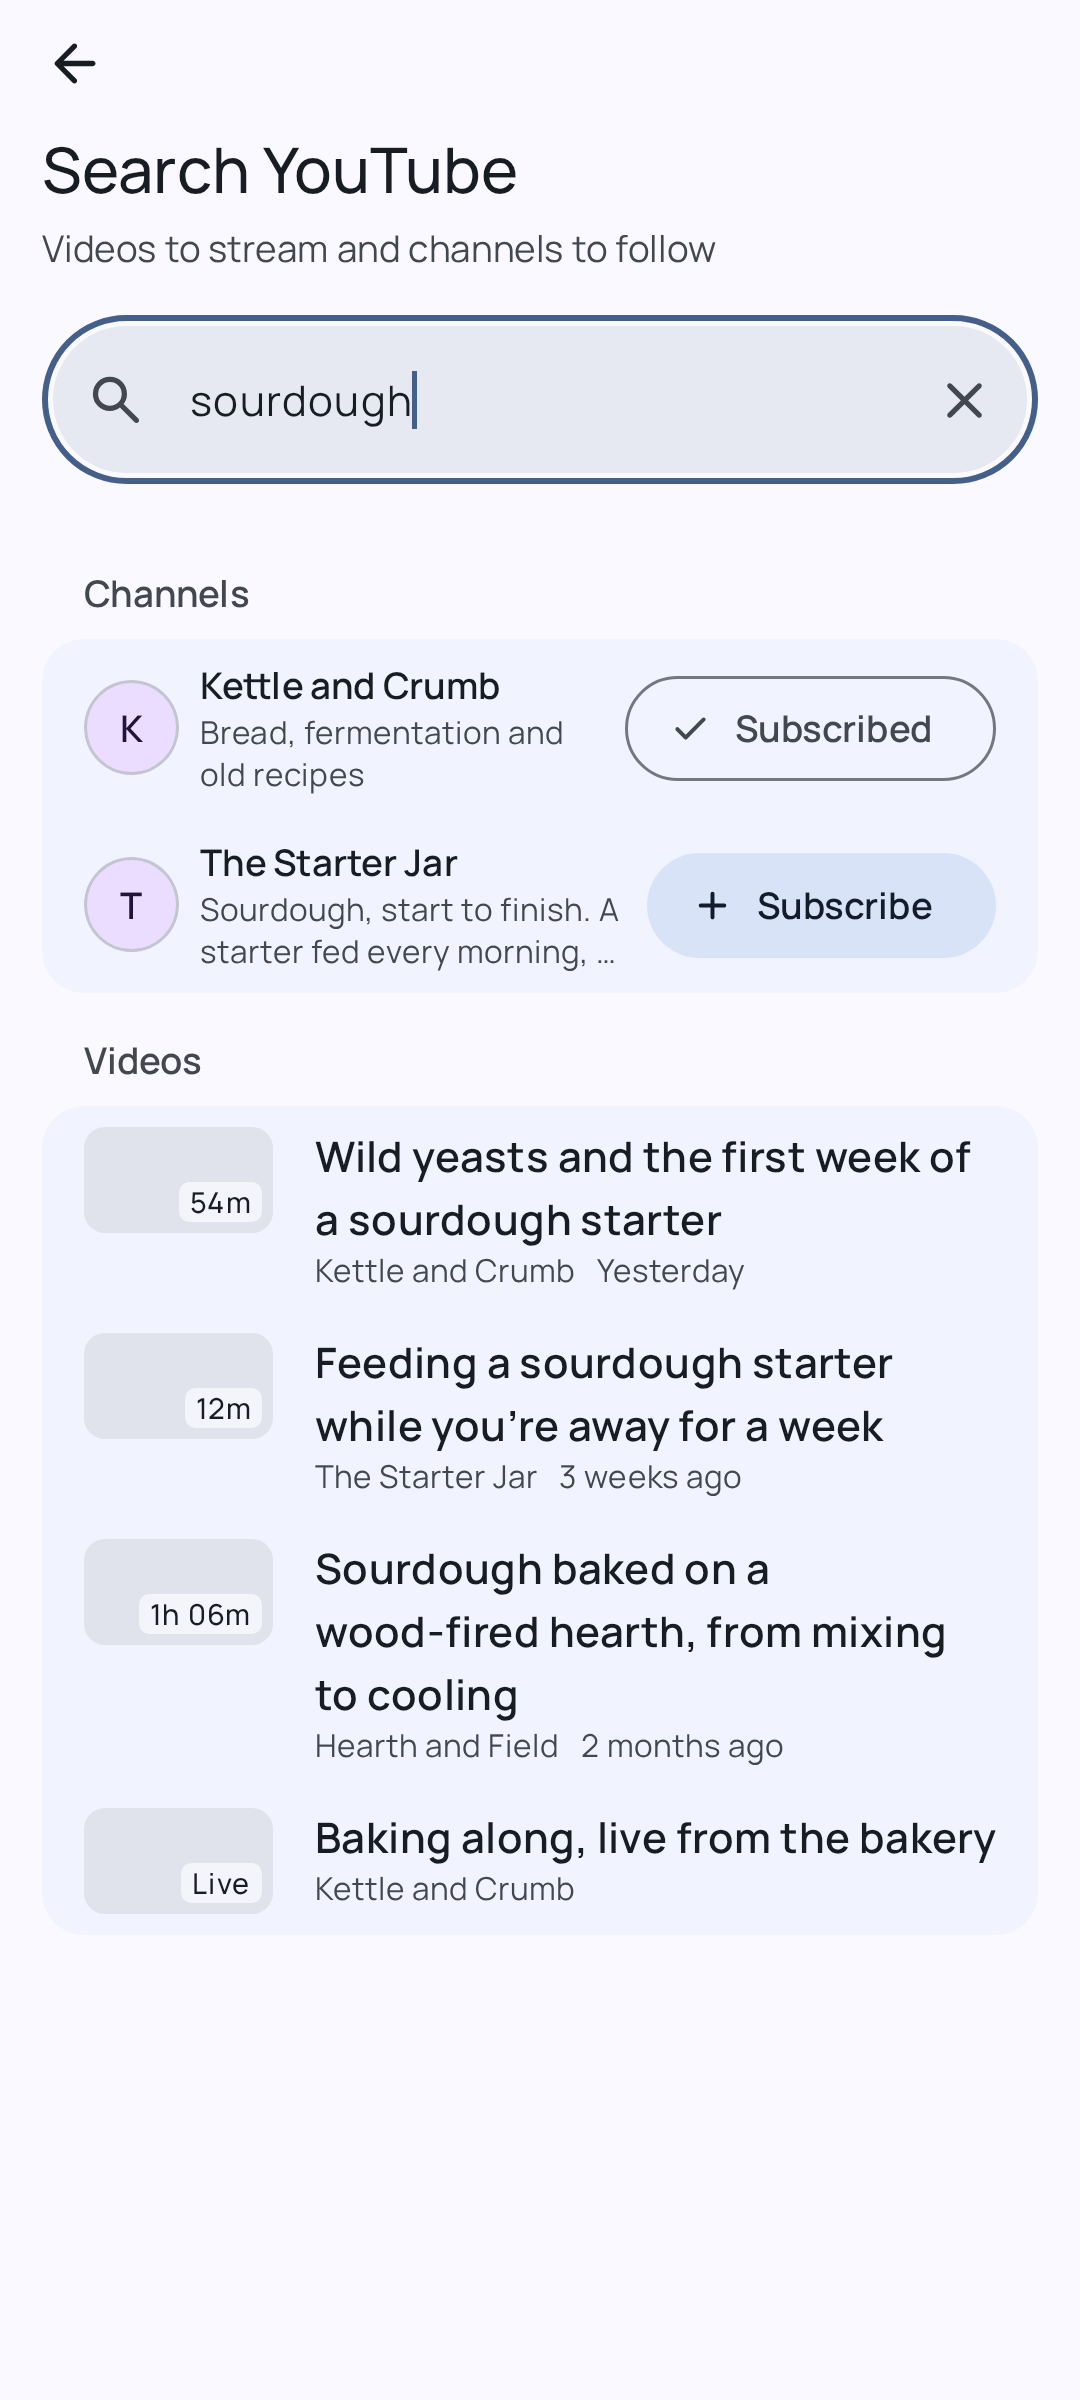 Search YouTube
Videos to stream and channels to follow
sourdough
Channels
K
Kettle and Crumb
Bread, fermentation and
old recipes
Subscribed
T
The Starter Jar
Sourdough, start to finish. A
starter fed every morning, …
Subscribe
Videos
54m
Wild yeasts and the first week of
a sourdough starter
Kettle and Crumb Yesterday
12m
Feeding a sourdough starter
while you’re away for a week
The Starter Jar 3 weeks ago
1h 06m
Sourdough baked on a
wood-fired hearth, from mixing
to cooling
Hearth and Field 2 months ago
Live
Baking along, live from the bakery
Kettle and Crumb